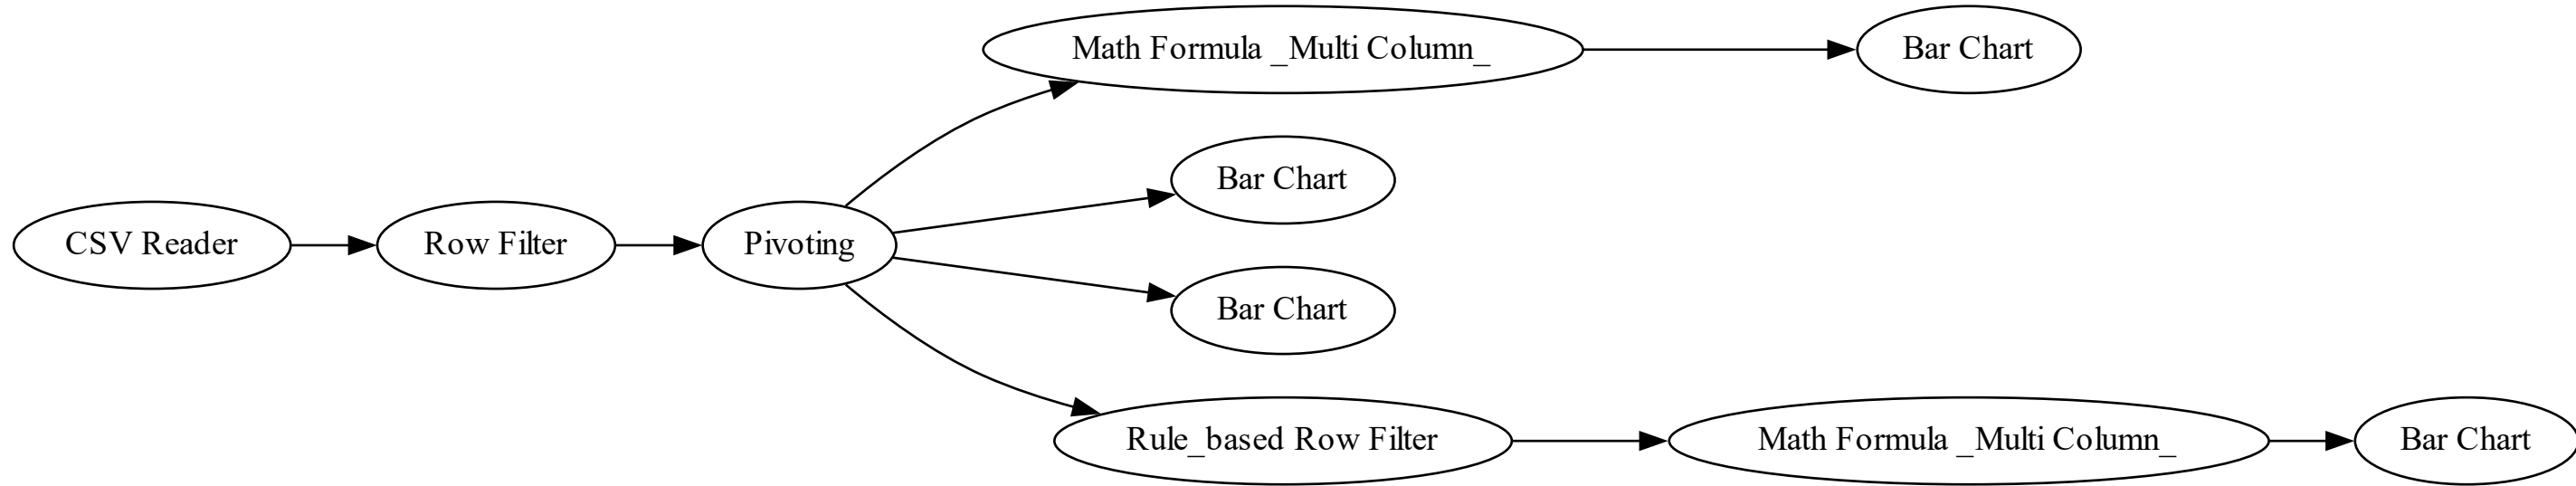 Math Formula _Multi Column_
Bar Chart
Bar Chart
CSV Reader
Row Filter
Pivoting
Bar Chart
Rule_based Row Filter
Math Formula _Multi Column_
Bar Chart